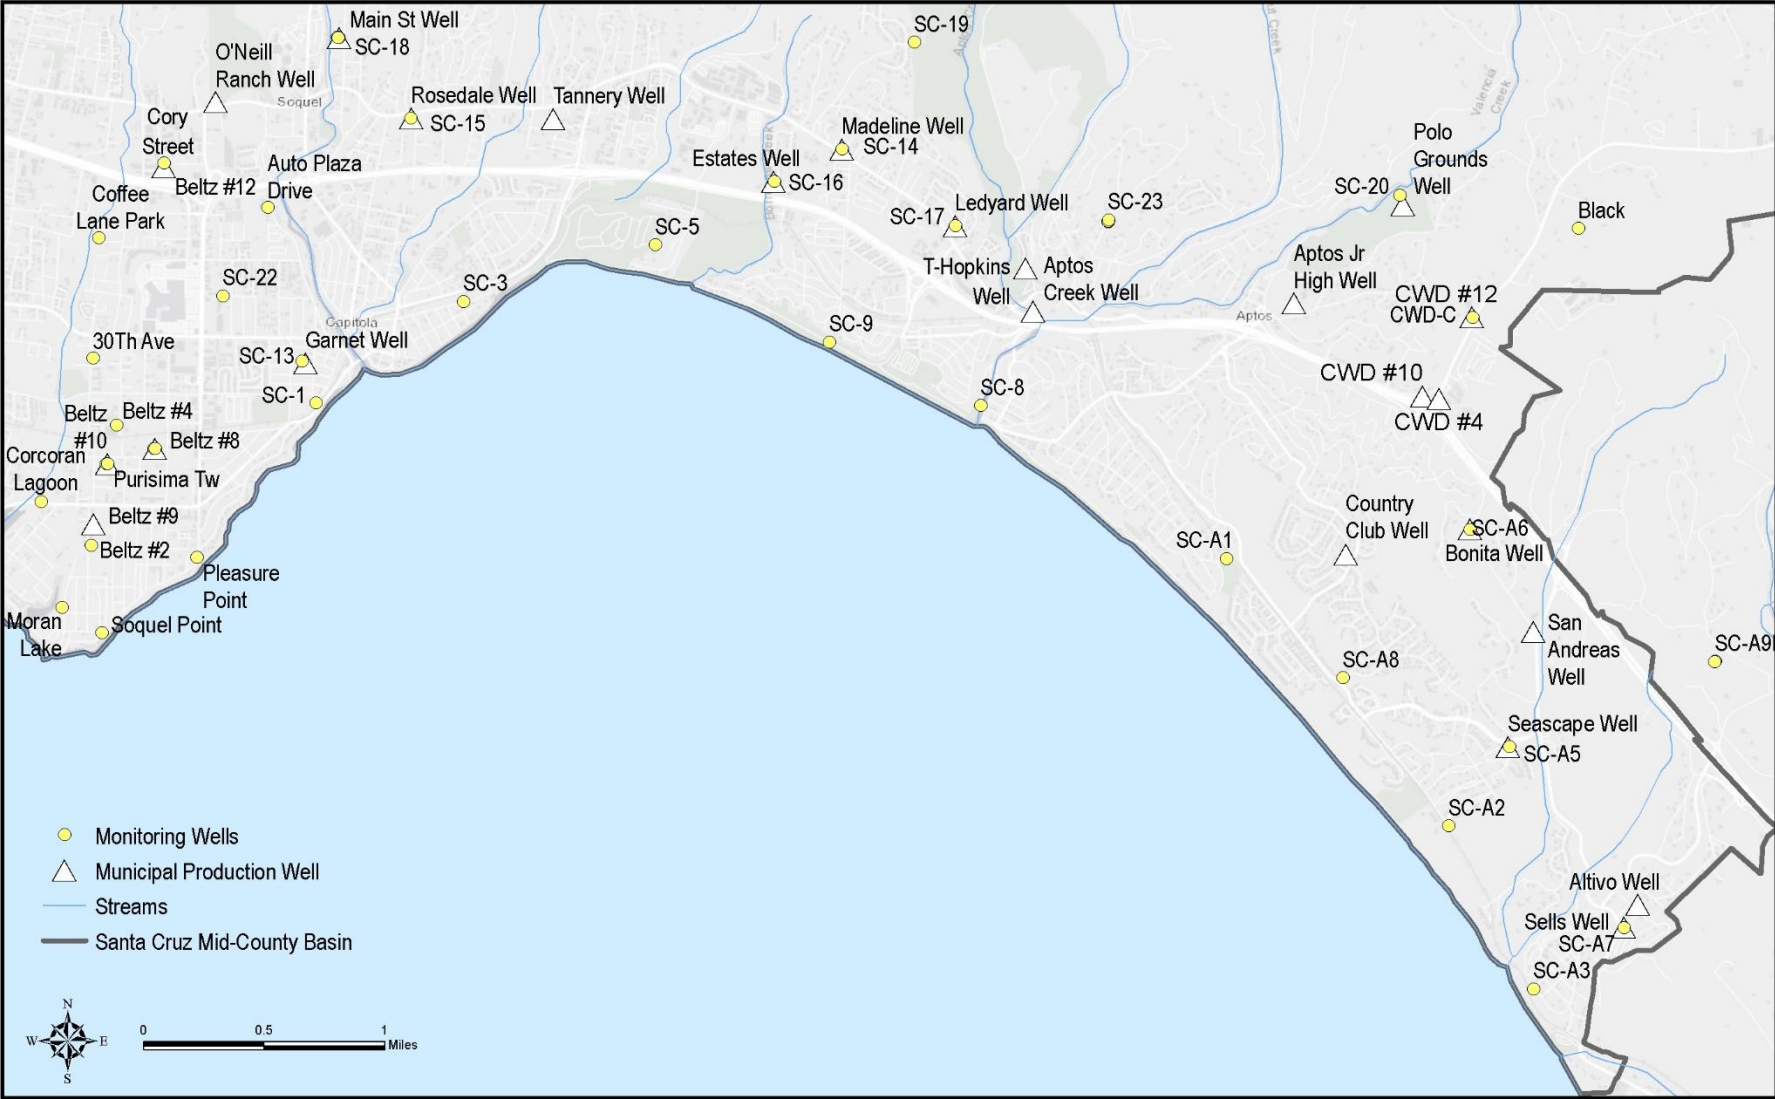 Main St Well
SC-18
O'Neill
Ranch Well
Soquel
Rosedale Well
SC-15
Tannery Well
SC-19
Madeline Well
SC-14
Estates Well
SC-16
Cory
Street
Beltz #12
Auto Plaza
Drive
Coffee
Lane Park
SC-5
SC-17
Ledyard Well
SC-23
Valencia
Creek
Polo
Grounds
Well
SC-20
Black
SC-22
SC-3
T-Hopkins
Well
Aptos
Creek Well
Aptos Jr
High Well
Aptos
CWD #12
CWD-C
Capitola
30Th Ave
SC-13
Garnet Well
SC-9
SC-1
SC-8
CWD #10
CWD #4
Beltz
#10
Beltz #4
Beltz #8
Corcoran
Lagoon
Purisima Tw
Beltz #9
Beltz #2
Pleasure
Point
Moran
Lake
Soquel Point
Country
Club Well
SC-A6
Bonita Well
SC-A1
San
Andreas
Well
SC-A8
Seascape Well
SC-A5
SC-A2
Altivo Well
Sells Well
SC-A7
SC-A3
Monitoring Wells
Municipal Production Well
Streams
Santa Cruz Mid-County Basin
N
W
E
S
0
0.5
1
Miles